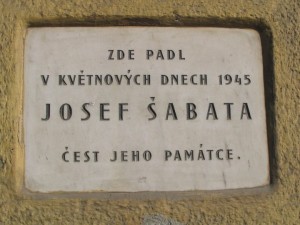 ZDE PADL
V KVĚTNOVÝCH DNECH 1945
JOSEF ŠABATA
ČEST JEHO PAMÁTCE.